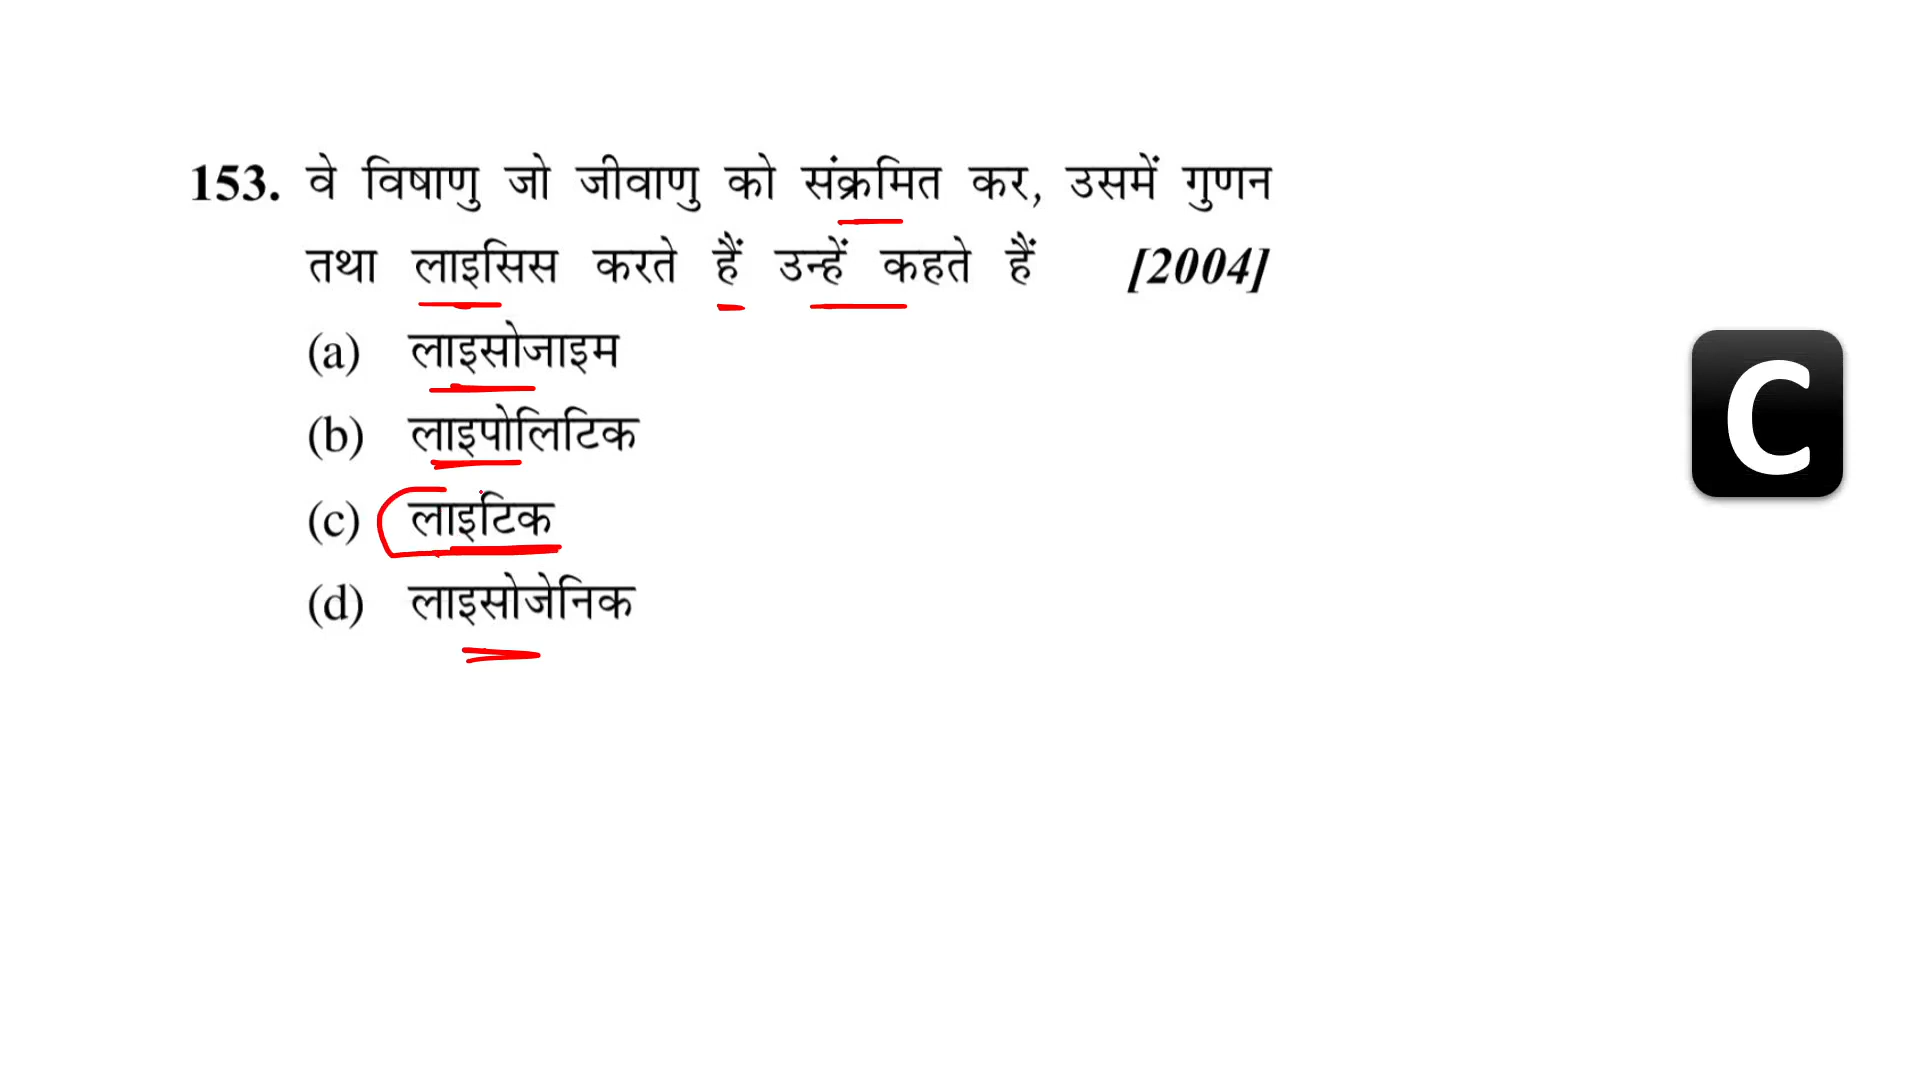 153. वे विषाणु जो जीवाणु को संक्रमित कर, उसमें गुणन
तथा लाइसिस करते हैं उन्हें कहते हैं [2004]
(a) लाइसोजाइम
(b) लाइपोलिटिक
(c) लाइटिक
(d) लाइसोजेनिक
C